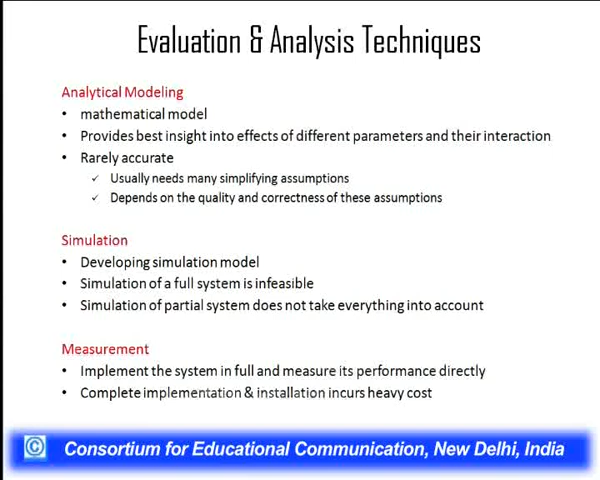 Evaluation & Analysis Techniques
Analytical Modeling
• mathematical model
• Provides best insight into effects of different parameters and their interaction
• Rarely accurate
✓ Usually needs many simplifying assumptions
✓ Depends on the quality and correctness of these assumptions
Simulation
• Developing simulation model
• Simulation of a full system is infeasible
• Simulation of partial system does not take everything into account
Measurement
• Implement the system in full and measure its performance directly
• Complete implementation & installation incurs heavy cost
© Consortium for Educational Communication, New Delhi, India